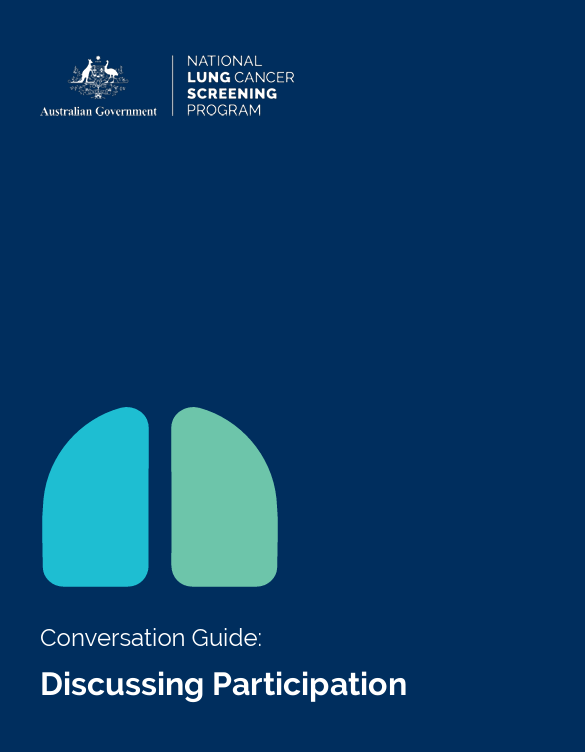 Australian Government
NATIONAL
LUNG CANCER
SCREENING
PROGRAM
Conversation Guide:
Discussing Participation